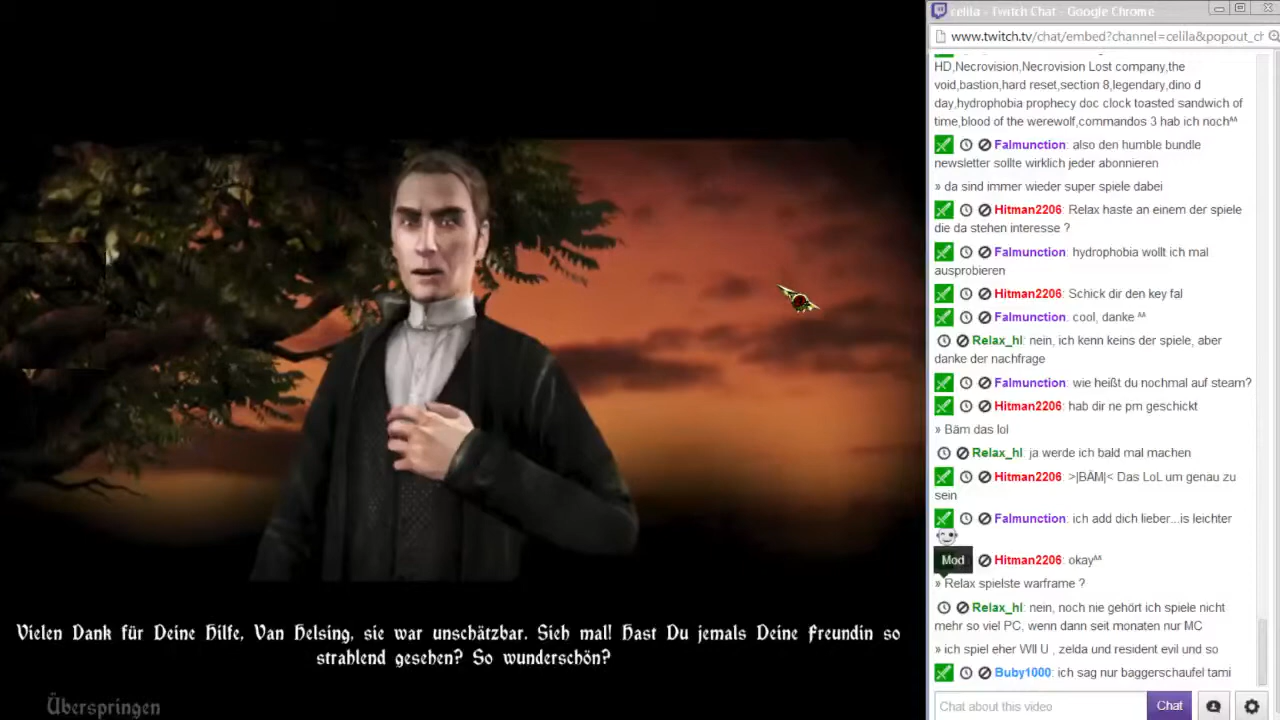 Vielen Dank für Deine Hilfe, Van Helsing, sie war unschätzbar. Sieh mal! Hast Du jemals Deine Freundin so
strahlend gesehen? So wunderschön?
Überspringen
celila - Twitch Chat - Google Chrome
www.twitch.tv/chat/embed?channel=celila&popout_ch
HD,Necrovision,Necrovision Lost company,the
void,bastion,hard reset,section 8,legendary,dino d
day,hydrophobia prophecy doc clock toasted sandwich of
time,blood of the werewolf,commandos 3 hab ich noch^^
Falmunction: also den humble bundle
newsletter sollte wirklich jeder abonnieren
» da sind immer wieder super spiele dabei
Hitman2206: Relax haste an einem der spiele
die da stehen interesse ?
Falmunction: hydrophobia wollt ich mal
ausprobieren
Hitman2206: Schick dir den key fal
Falmunction: cool, danke ^^
Relax_hl: nein, ich kenn keins der spiele, aber
danke der nachfrage
Falmunction: wie heißt du nochmal auf steam?
Hitman2206: hab dir ne pm geschickt
» Bäm das lol
Relax_hl: ja werde ich bald mal machen
Hitman2206: >|BÄM|< Das LoL um genau zu
sein
Falmunction: ich add dich lieber...is leichter
Mod Hitman2206: okay^^
» Relax spielste warframe ?
Relax_hl: nein, noch nie gehört ich spiele nicht
mehr so viel PC, wenn dann seit monaten nur MC
» ich spiel eher WII U , zelda und resident evil und so
Buby1000: ich sag nur baggerschaufel tami
Chat about this video
Chat